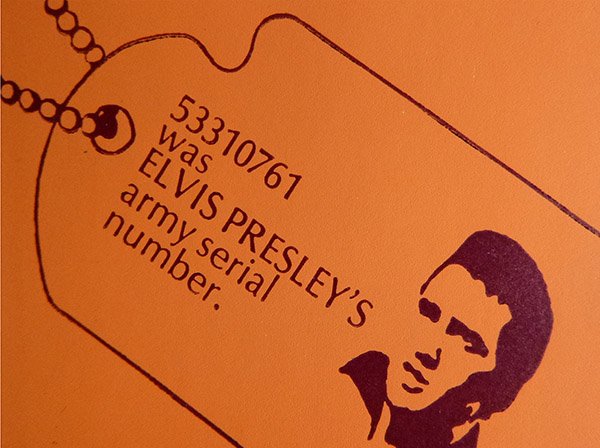 53310761
was
ELVIS PRESLEY'S
army serial
number.